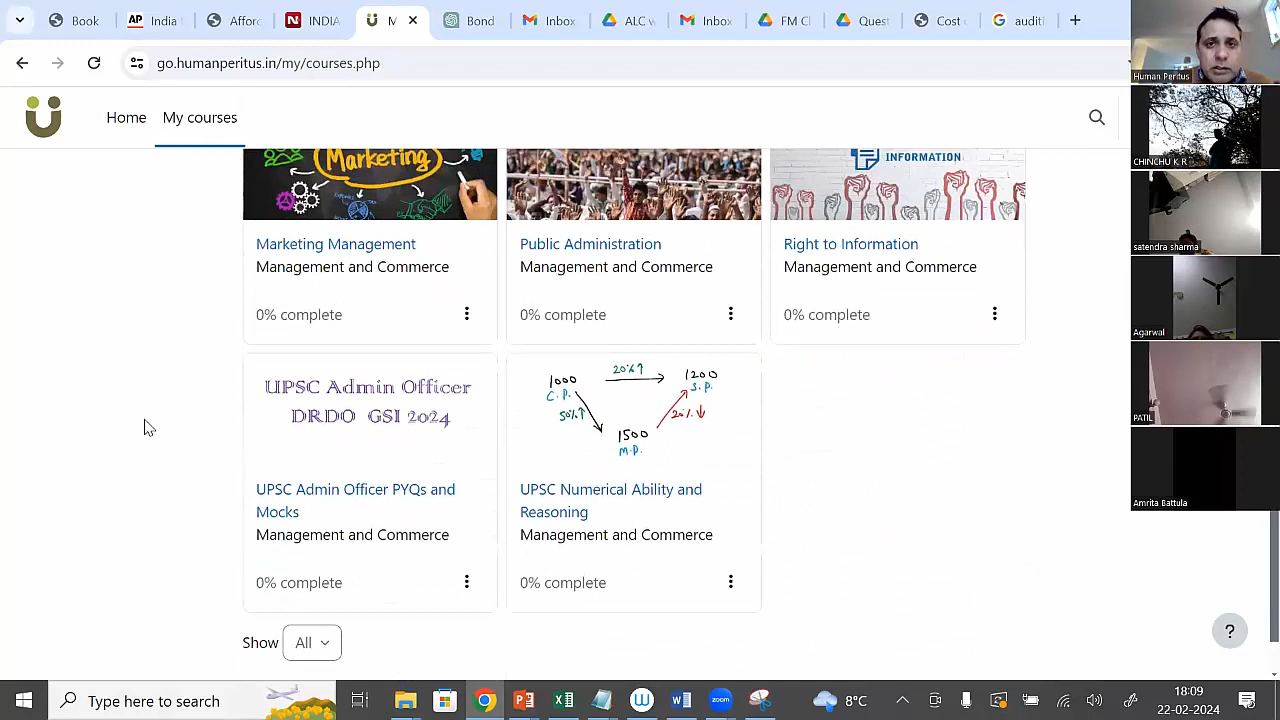 Book
India
Affor
INDIA
M
Bond
Inbo
ALC
Inbox
FM C
Quest
Cost
audit
go.humanperitus.in/my/courses.php
Home
My courses
Marketing
INFORMATION
Marketing Management
Management and Commerce
0% complete
Public Administration
Management and Commerce
0% complete
Right to Information
Management and Commerce
0% complete
UPSC Admin Officer
DRDO GSI 2024
UPSC Admin Officer PYQs and
Mocks
Management and Commerce
0% complete
1000
C.P.
20%↑
1200
S.P.
50%↑
20%↓
1500
M.P.
UPSC Numerical Ability and
Reasoning
Management and Commerce
0% complete
Show
All
?
Human Peritus
CHINCHU K R
satendra sharma
Agarwal
PATIL
Amrita Battula
Type here to search
8°C
18:09
22-02-2024